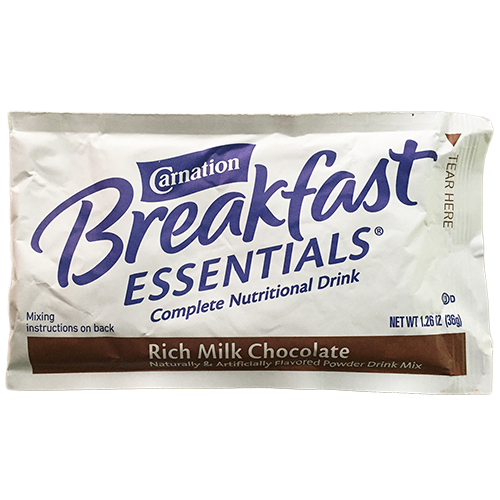 Carnation
Breakfast
ESSENTIALS®
Complete Nutritional Drink
TEAR HERE
Mixing
instructions on back
Ⓤ D
NET WT 1.26 OZ. (36g)
Rich Milk Chocolate
Naturally & Artificially Flavored Powder Drink Mix